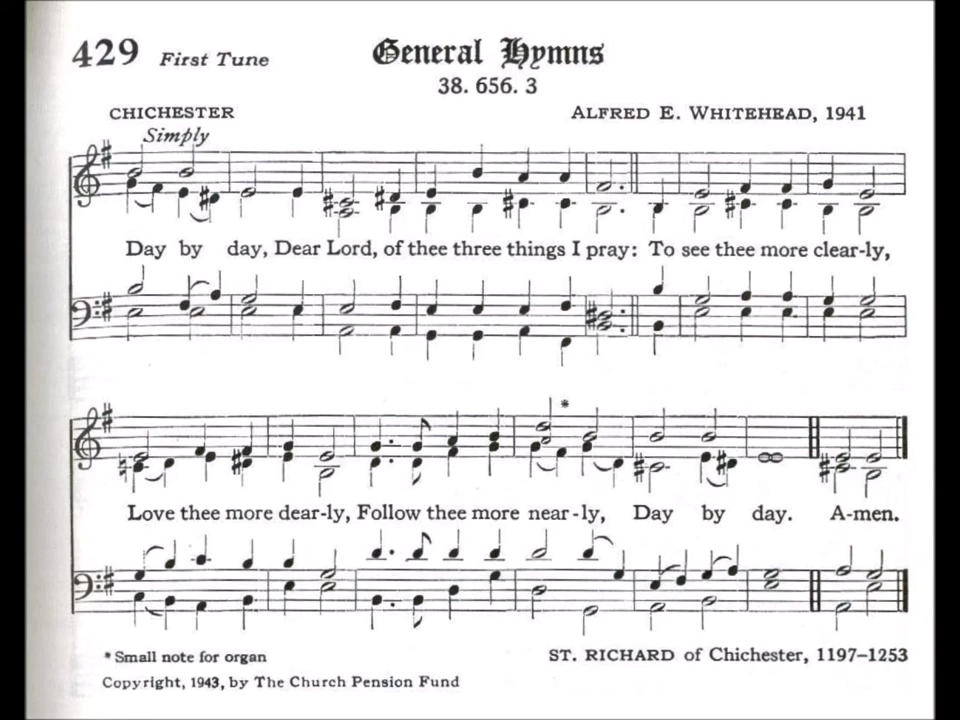 429 First Tune General Hymns
38. 656. 3
CHICHESTER ALFRED E. WHITEHEAD, 1941
Simply
Day by day, Dear Lord, of thee three things I pray: To see thee more clear-ly,
*
Love thee more dear-ly, Follow thee more near-ly, Day by day. A-men.
* Small note for organ ST. RICHARD of Chichester, 1197–1253
Copyright, 1943, by The Church Pension Fund